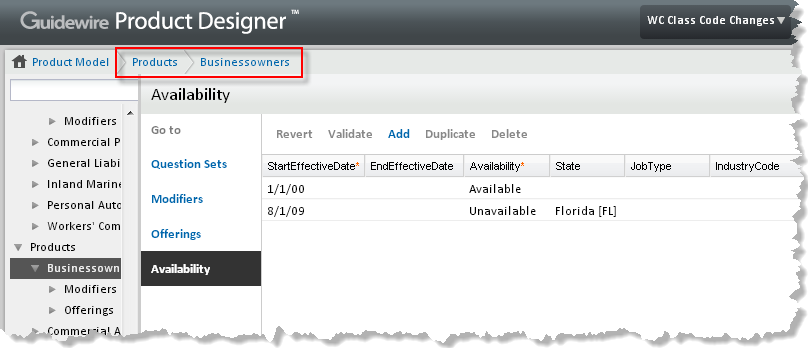 Guidewire Product Designer™
WC Class Code Changes
Product Model Products Businessowners
Availability
Modifiers
Commercial P
General Liabi
Inland Marine
Personal Auto
Workers' Com
Products
Businessown
Modifiers
Offerings
Commercial A
Go to
Question Sets
Modifiers
Offerings
Availability
Revert Validate Add Duplicate Delete
StartEffectiveDate* EndEffectiveDate Availability* State JobType IndustryCode
1/1/00 Available
8/1/09 Unavailable Florida [FL]